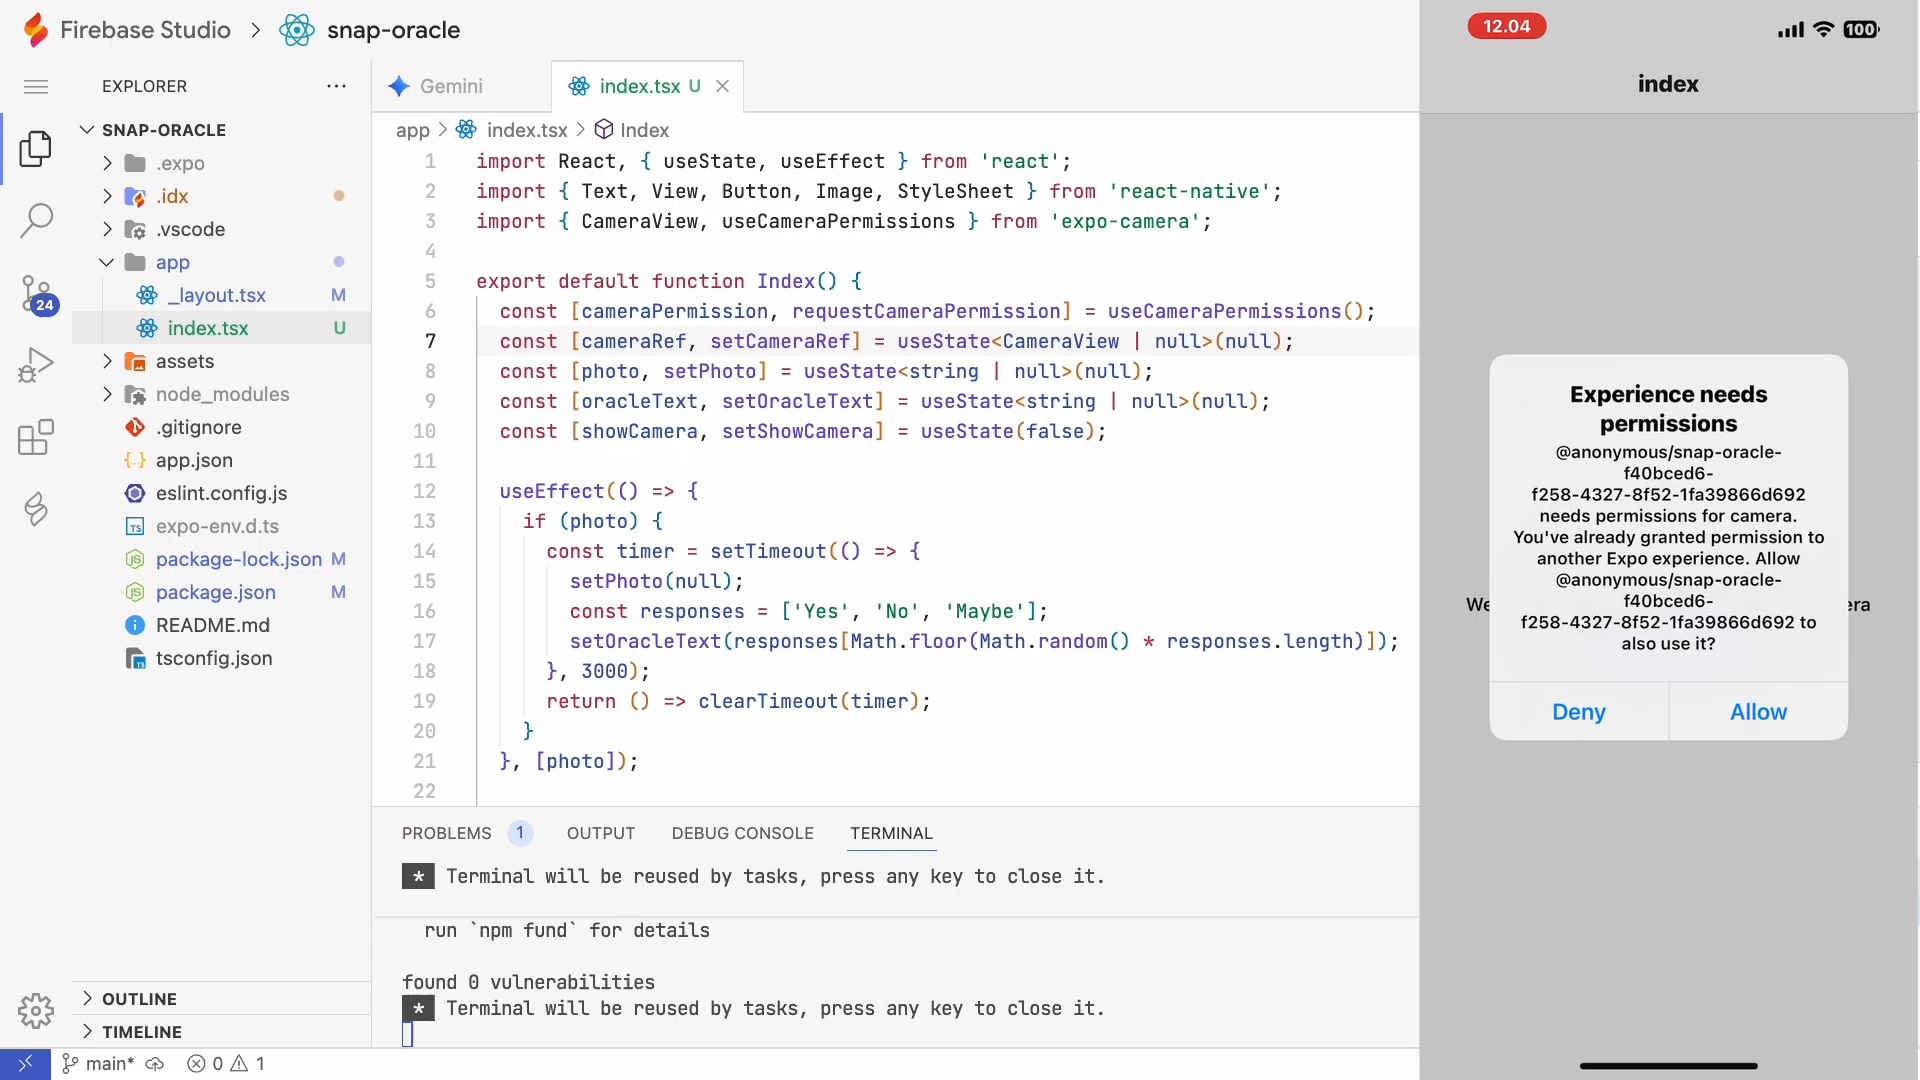 Firebase Studio > snap-oracle
EXPLORER
SNAP-ORACLE
.expo
.idx
.vscode
app
_layout.tsx M
index.tsx U
assets
node_modules
.gitignore
app.json
eslint.config.js
expo-env.d.ts
package-lock.json M
package.json M
README.md
tsconfig.json
OUTLINE
TIMELINE
24
main*
0
1
Gemini
index.tsx U
app > index.tsx > Index
1 import React, { useState, useEffect } from 'react';
2 import { Text, View, Button, Image, StyleSheet } from 'react-native';
3 import { CameraView, useCameraPermissions } from 'expo-camera';
4
5 export default function Index() {
6 const [cameraPermission, requestCameraPermission] = useCameraPermissions();
7 const [cameraRef, setCameraRef] = useState<CameraView | null>(null);
8 const [photo, setPhoto] = useState<string | null>(null);
9 const [oracleText, setOracleText] = useState<string | null>(null);
10 const [showCamera, setShowCamera] = useState(false);
11
12 useEffect(() => {
13 if (photo) {
14 const timer = setTimeout(() => {
15 setPhoto(null);
16 const responses = ['Yes', 'No', 'Maybe'];
17 setOracleText(responses[Math.floor(Math.random() * responses.length)]);
18 }, 3000);
19 return () => clearTimeout(timer);
20 }
21 }, [photo]);
22
PROBLEMS 1 OUTPUT DEBUG CONSOLE TERMINAL
* Terminal will be reused by tasks, press any key to close it.
run `npm fund` for details
found 0 vulnerabilities
* Terminal will be reused by tasks, press any key to close it.
12.04
100
index
We
era
Experience needs
permissions
@anonymous/snap-oracle-
f40bced6-
f258-4327-8f52-1fa39866d692
needs permissions for camera.
You've already granted permission to
another Expo experience. Allow
@anonymous/snap-oracle-
f40bced6-
f258-4327-8f52-1fa39866d692 to
also use it?
Deny
Allow